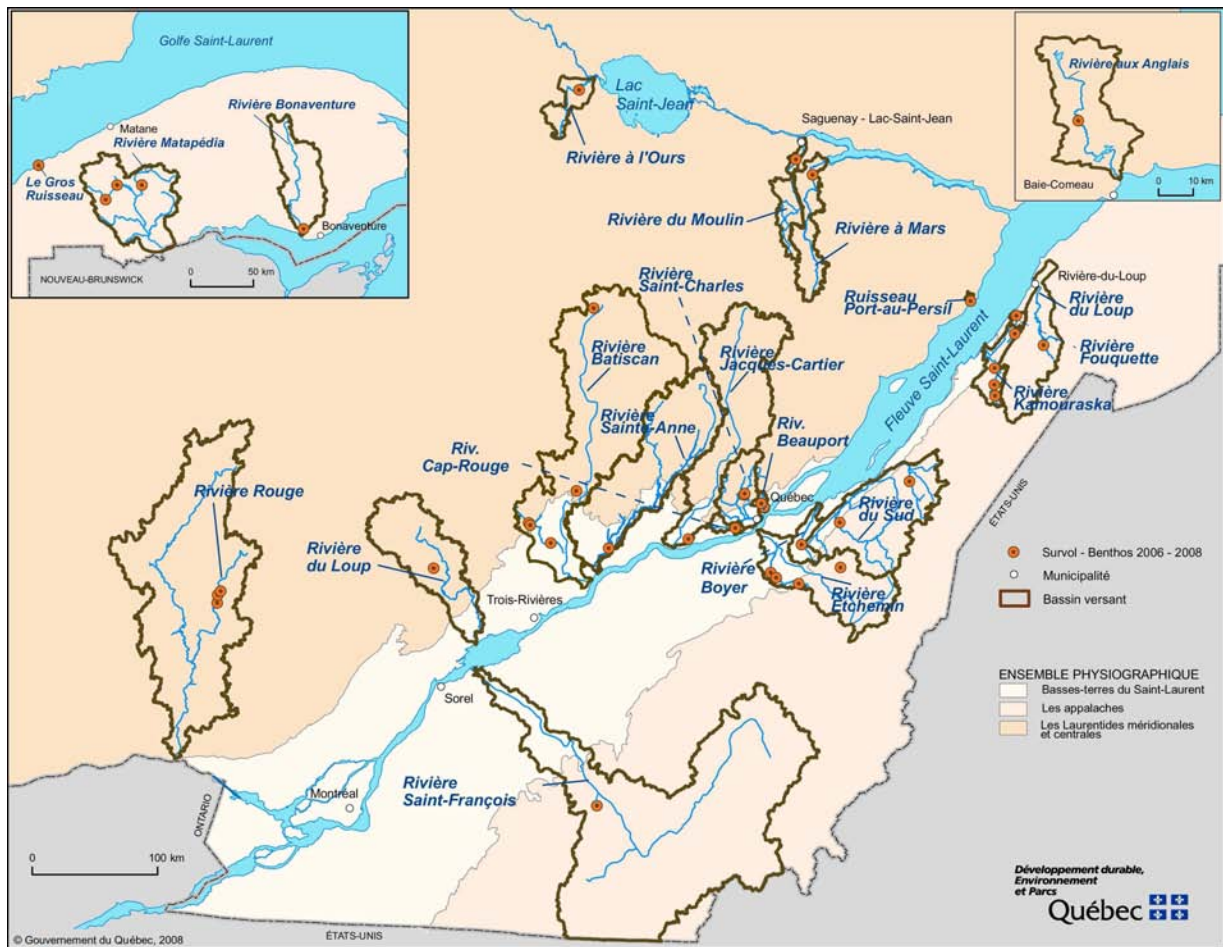 Golfe Saint-Laurent
Matane
Rivière Bonaventure
Rivière Matapédia
Le Gros
Ruisseau
Bonaventure
NOUVEAU-BRUNSWICK
0 50 km
Lac
Saint-Jean
Rivière à l'Ours
Saguenay - Lac-Saint-Jean
Rivière du Moulin
Rivière à Mars
Rivière aux Anglais
Baie-Comeau
0 10 km
Rivière
Saint-Charles
Ruisseau
Port-au-Persil
Rivière-du-Loup
Rivière
du Loup
Rivière
Fouquette
Rivière
Kamouraska
Fleuve Saint-Laurent
Rivière
Batiscan
Rivière
Jacques-Cartier
Rivière
Sainte-Anne
Riv.
Beauport
Riv.
Cap-Rouge
Québec
Rivière
du Sud
Rivière Rouge
Rivière
du Loup
Trois-Rivières
Rivière
Boyer
Rivière
Etchemin
ÉTATS-UNIS
Survol - Benthos 2006 - 2008
Municipalité
Bassin versant
ENSEMBLE PHYSIOGRAPHIQUE
Basses-terres du Saint-Laurent
Les appalaches
Les Laurentides méridionales
et centrales
Sorel
Rivière
Saint-François
Montréal
ONTARIO
0 100 km
ÉTATS-UNIS
© Gouvernement du Québec, 2008
Développement durable,
Environnement
et Parcs
Québec